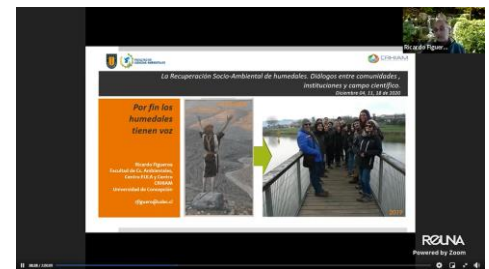 Ricardo Figuer...
CRHIAM
La Recuperación Socio-Ambiental de humedales. Diálogos entre comunidades,
instituciones y campo científico.
Diciembre 04, 11, 18 de 2020
Por fin los
humedales
tienen voz
Ricardo Figueroa
Facultad de Cs. Ambientales,
Centro EULA y Centro
CRHIAM
Universidad de Concepción
rfiguero@udec.cl
2017
REUNA
Powered by Zoom